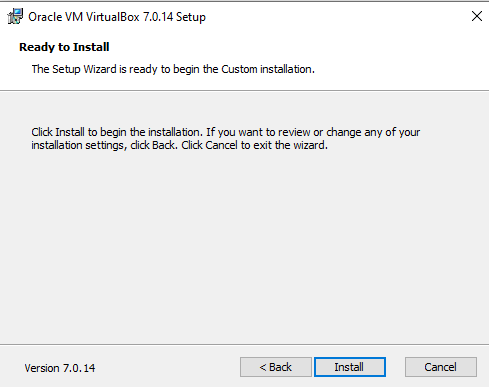 Oracle VM VirtualBox 7.0.14 Setup
Ready to Install
The Setup Wizard is ready to begin the Custom installation.
Click Install to begin the installation. If you want to review or change any of your
installation settings, click Back. Click Cancel to exit the wizard.
Version 7.0.14
< Back
Install
Cancel